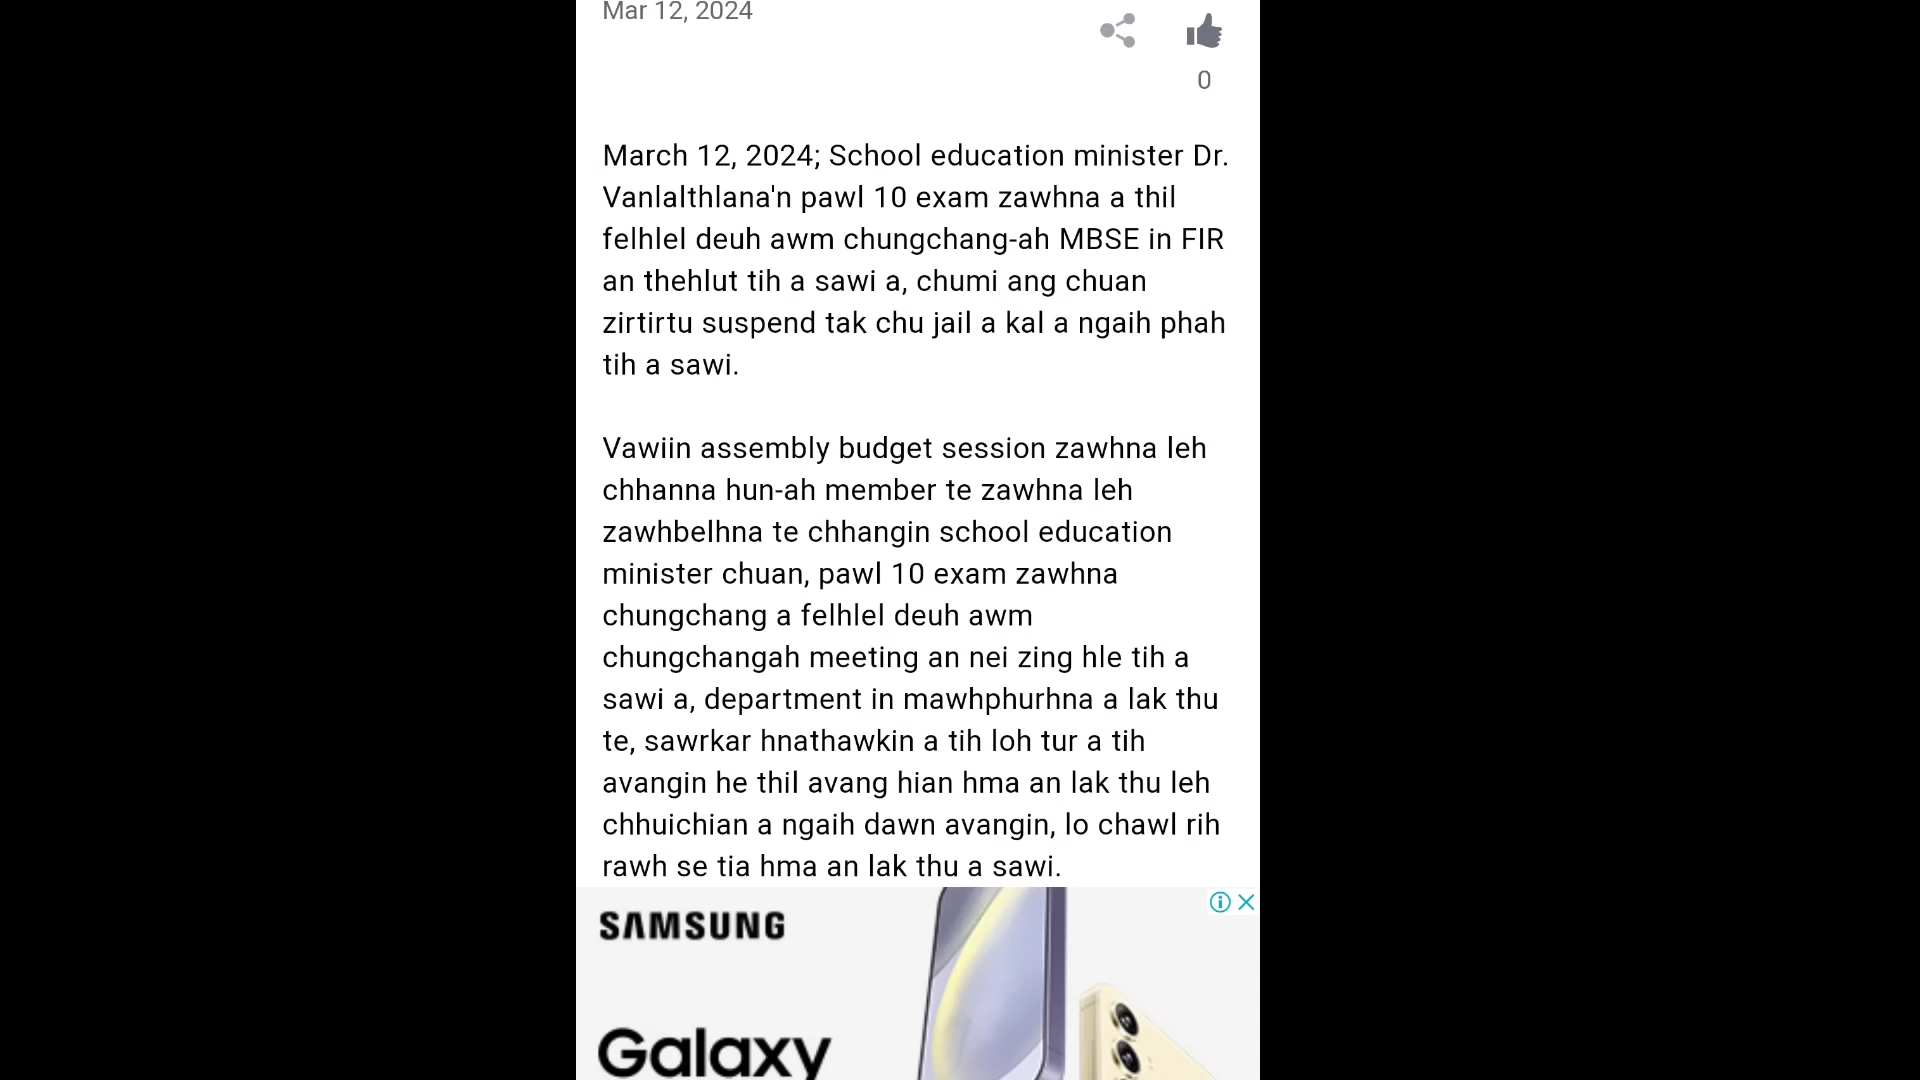 Mar 12, 2024
0
March 12, 2024; School education minister Dr.
Vanlalthlana'n pawl 10 exam zawhna a thil
felhlel deuh awm chungchang-ah MBSE in FIR
an thehlut tih a sawi a, chumi ang chuan
zirtirtu suspend tak chu jail a kal a ngaih phah
tih a sawi.
Vawiin assembly budget session zawhna leh
chhanna hun-ah member te zawhna leh
zawhbelhna te chhangin school education
minister chuan, pawl 10 exam zawhna
chungchang a felhlel deuh awm
chungchangah meeting an nei zing hle tih a
sawi a, department in mawhphurhna a lak thu
te, sawrkar hnathawkin a tih loh tur a tih
avangin he thil avang hian hma an lak thu leh
chhuichian a ngaih dawn avangin, lo chawl rih
rawh se tia hma an lak thu a sawi.
SAMSUNG
Galaxy